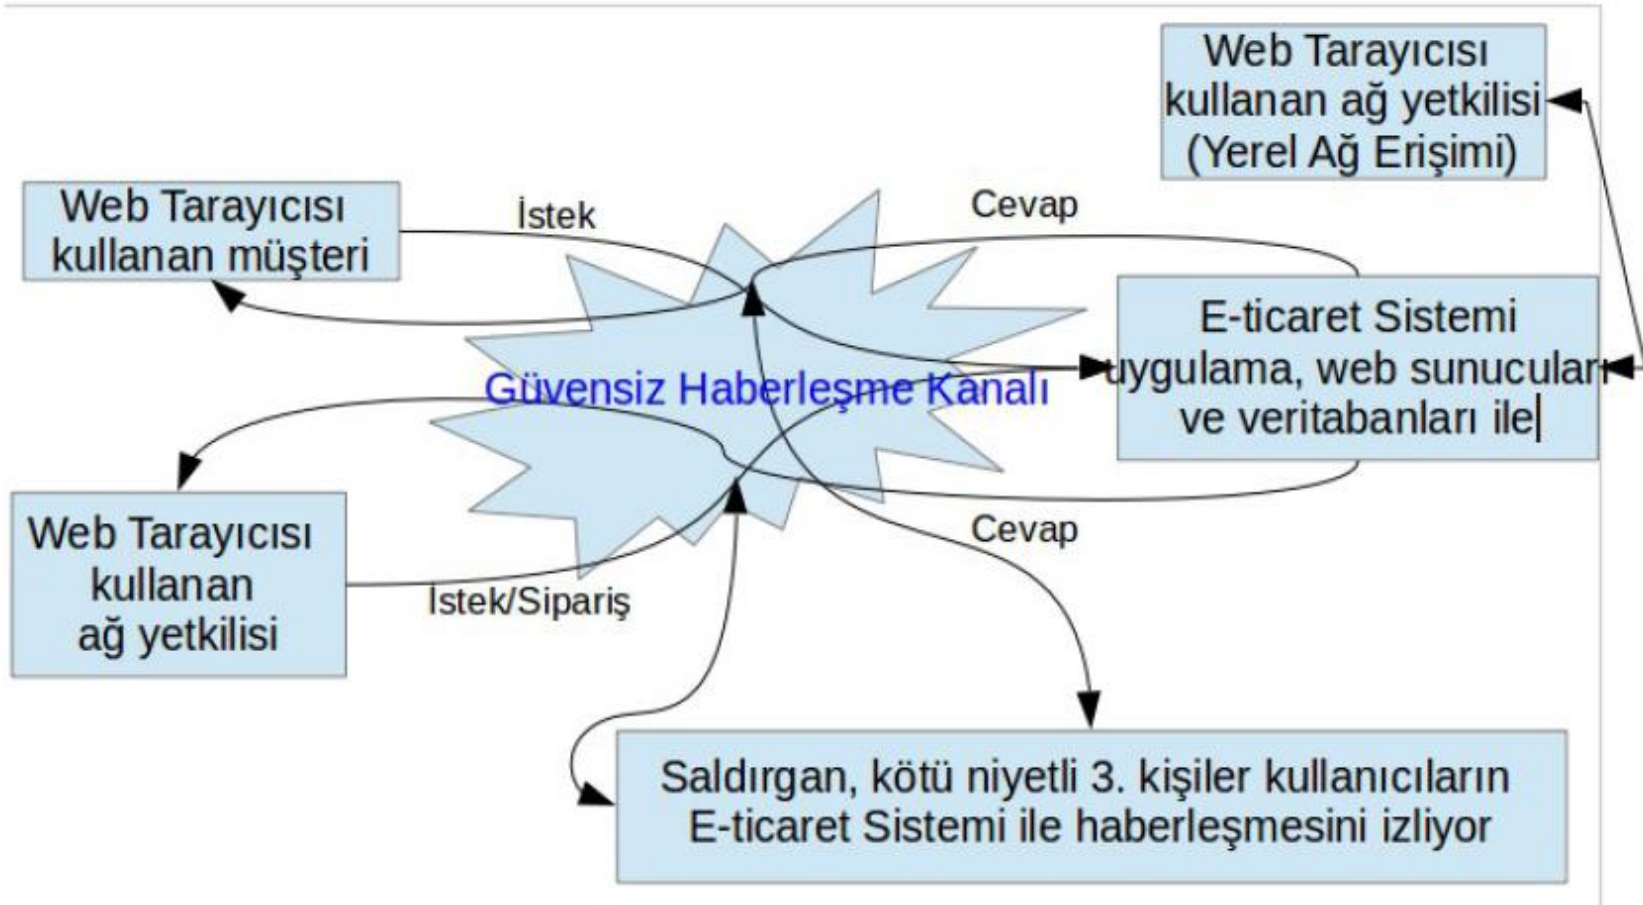 Web Tarayıcısı
kullanan ağ yetkilisi
(Yerel Ağ Erişimi)
Web Tarayıcısı
kullanan müşteri
İstek
Cevap
E-ticaret Sistemi
uygulama, web sunucuları
ve veritabanları ile
Güvensiz Haberleşme Kanalı
Web Tarayıcısı
kullanan
ağ yetkilisi
İstek/Sipariş
Cevap
Saldırgan, kötü niyetli 3. kişiler kullanıcıların
E-ticaret Sistemi ile haberleşmesini izliyor